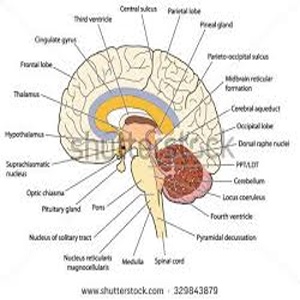 Central sulcus
Parietal lobe
Third ventricle
Pineal gland
Cingulate gyrus
Parieto-occipital sulcus
Frontal lobe
Midbrain reticular
formation
Thalamus
Cerebral aqueduct
Occipital lobe
Hypothalamus
Dorsal raphe nuclei
shutterstock
Suprachiasmatic
nucleus
PPT/LDT
Cerebellum
Optic chiasma
Locus coeruleus
Pituitary gland
Pons
Fourth ventricle
Nucleus of solitary tract
Pyramidal decussation
Nucleus reticularis
magnocellularis
Medulla
Spinal cord
www.shutterstock.com · 329843879